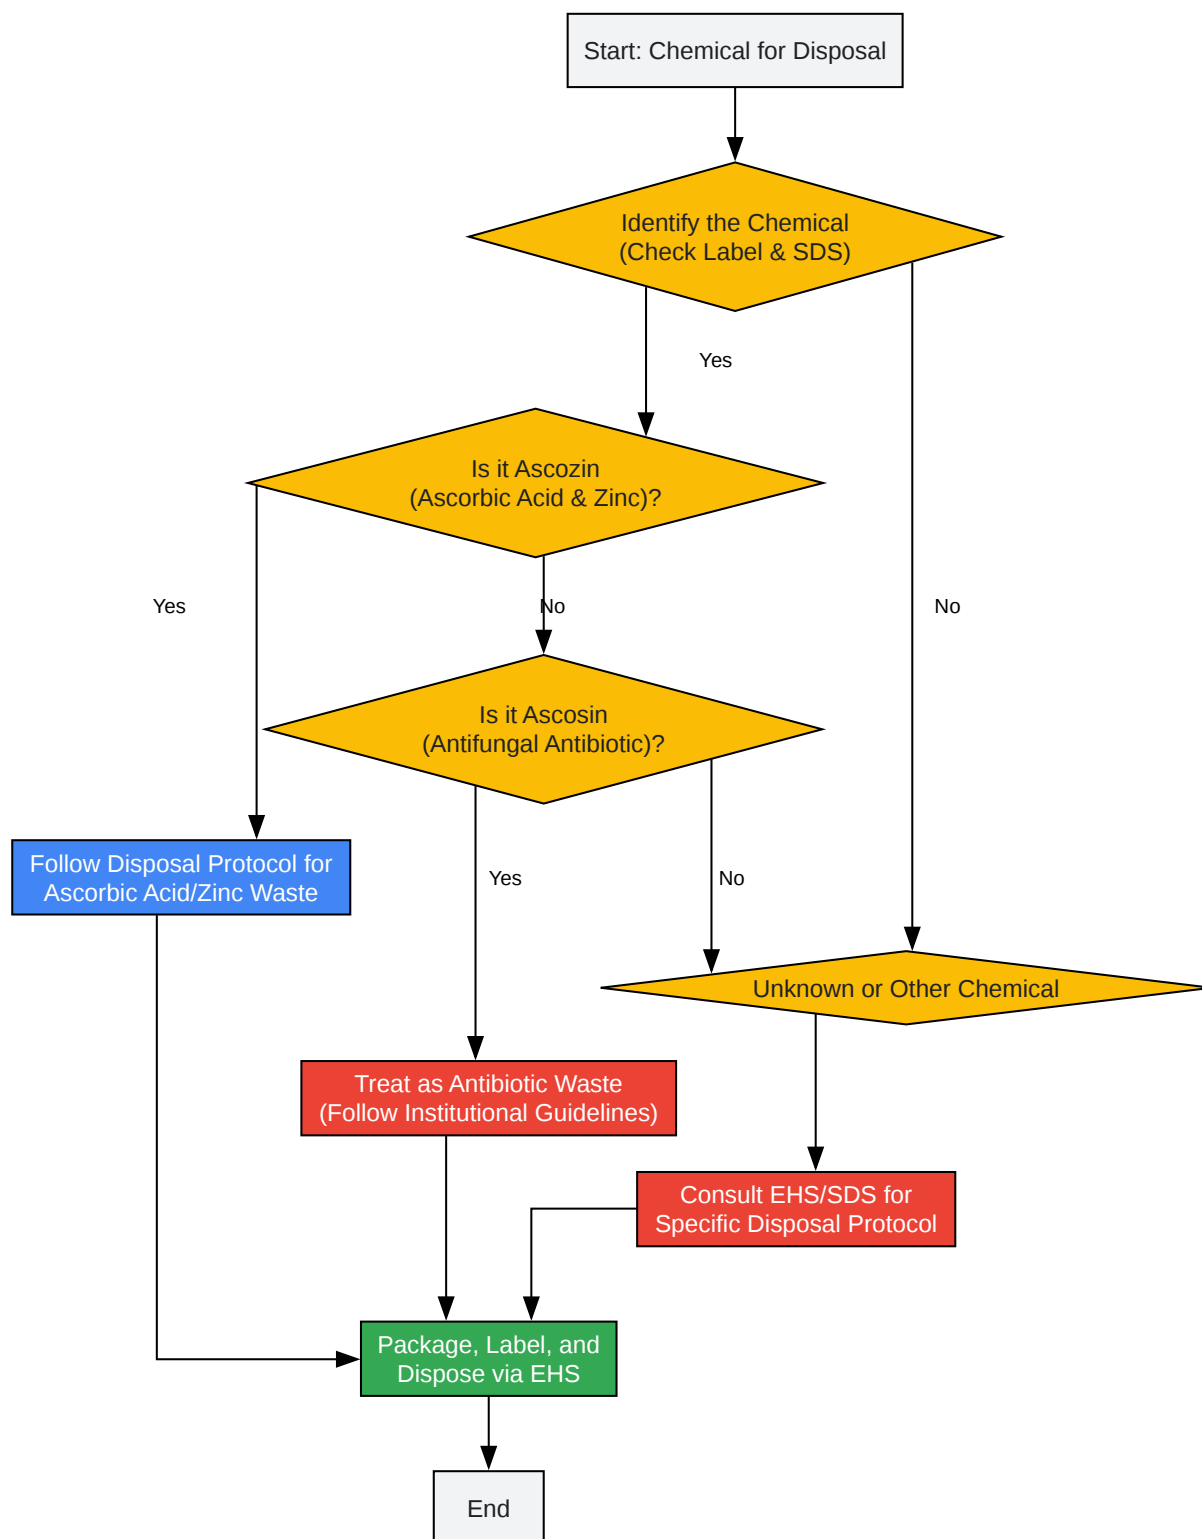 Start: Chemical for Disposal
Identify the Chemical
(Check Label & SDS)
Yes
Is it Ascozin
(Ascorbic Acid & Zinc)?
Yes
No
No
Is it Ascosin
(Antifungal Antibiotic)?
Follow Disposal Protocol for
Ascorbic Acid/Zinc Waste
Yes
No
Unknown or Other Chemical
Treat as Antibiotic Waste
(Follow Institutional Guidelines)
Consult EHS/SDS for
Specific Disposal Protocol
Package, Label, and
Dispose via EHS
End